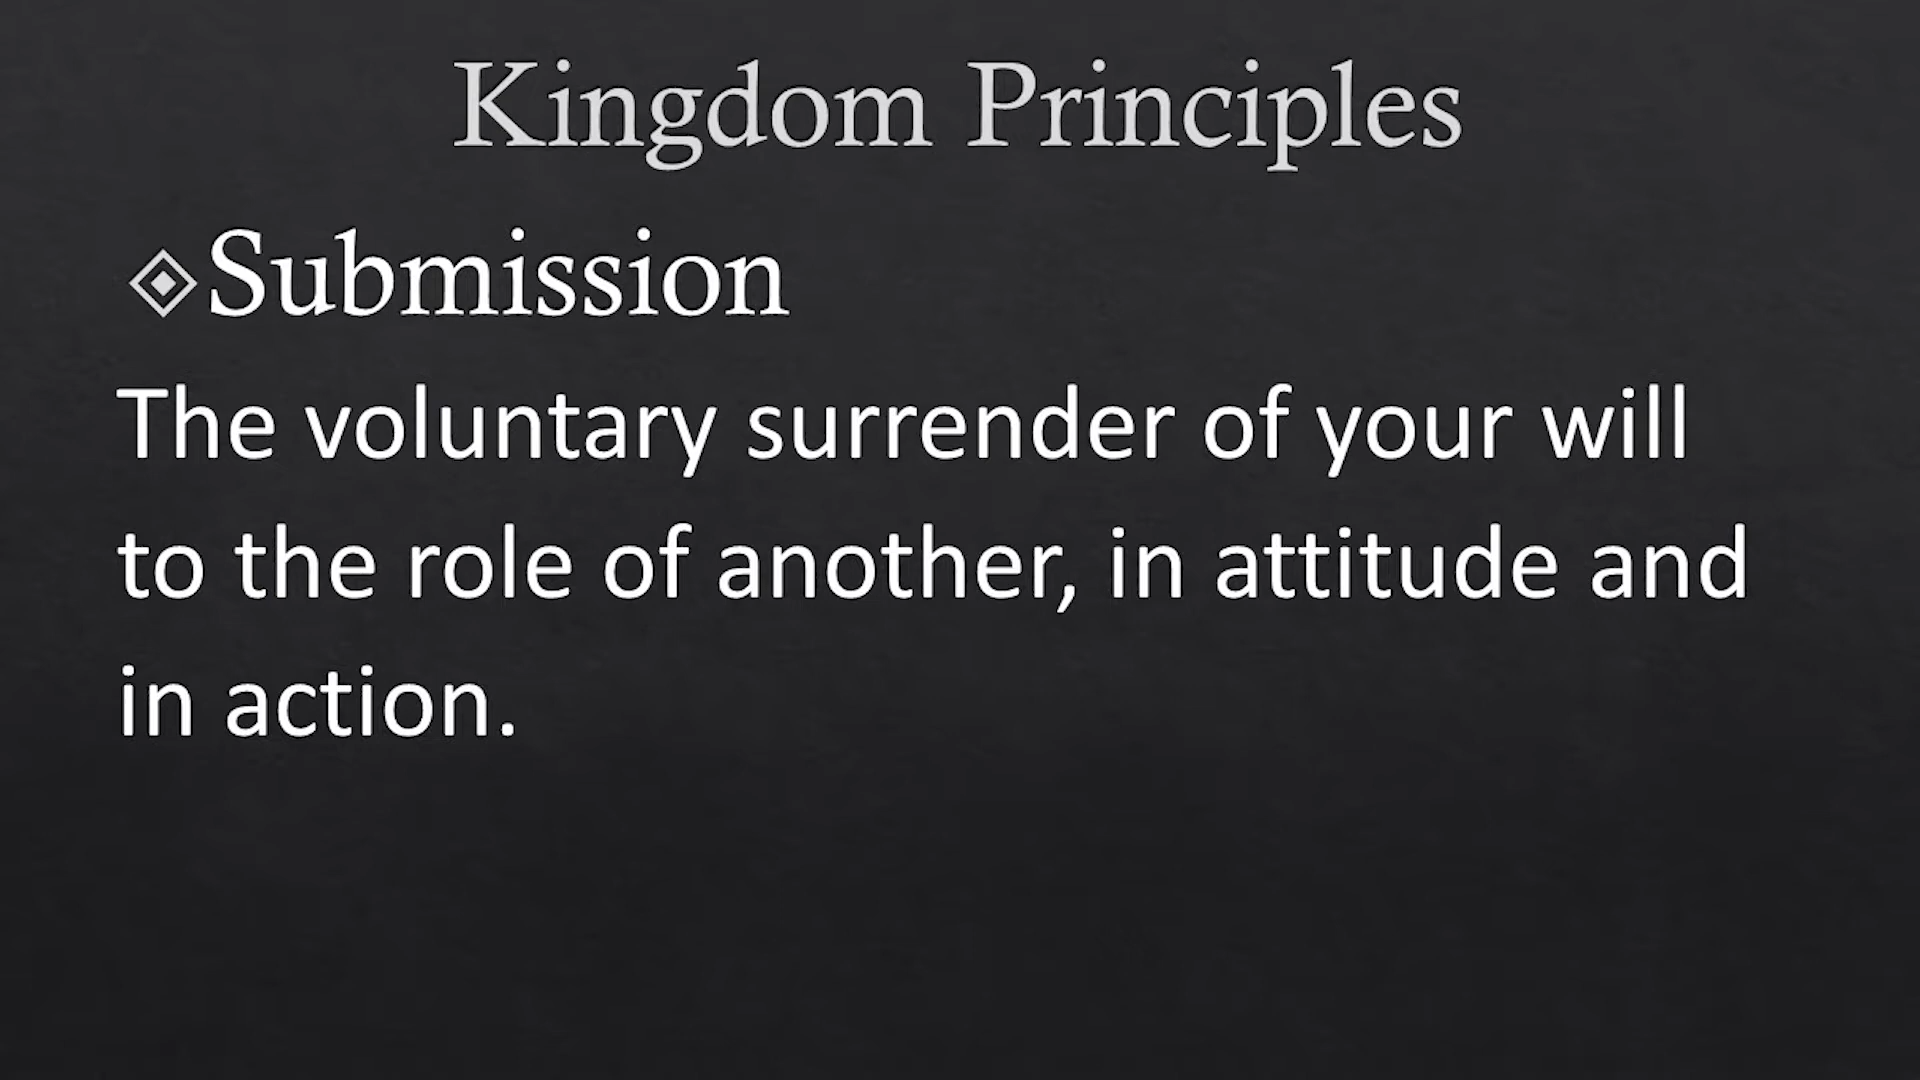 Kingdom Principles
Submission
The voluntary surrender of your will
to the role of another, in attitude and
in action.